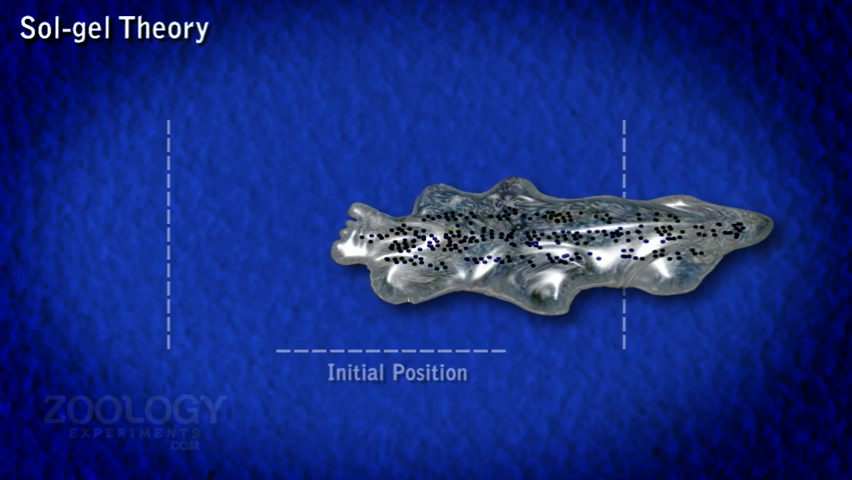 Sol-gel Theory
Initial Position
ZOOLOGY
EXPERIMENTS
.COM